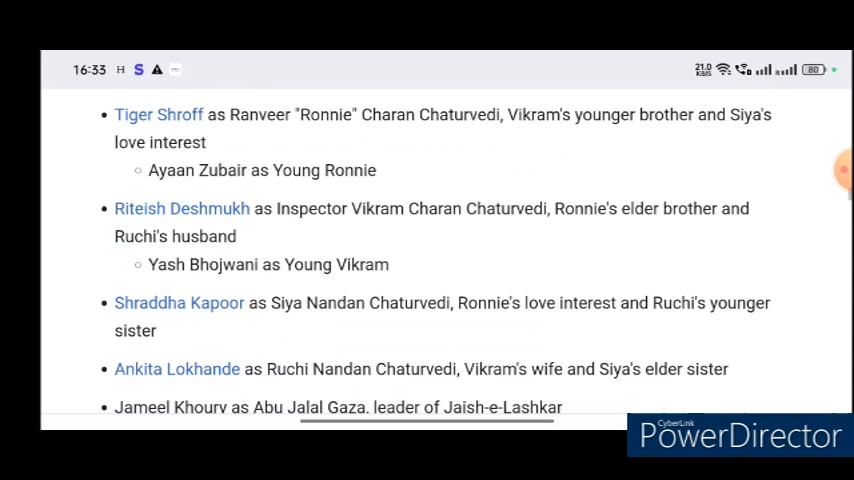 16:33 H S 21.0 KB/S 80
Tiger Shroff as Ranveer "Ronnie" Charan Chaturvedi, Vikram's younger brother and Siya's
love interest
Ayaan Zubair as Young Ronnie
Riteish Deshmukh as Inspector Vikram Charan Chaturvedi, Ronnie's elder brother and
Ruchi's husband
Yash Bhojwani as Young Vikram
Shraddha Kapoor as Siya Nandan Chaturvedi, Ronnie's love interest and Ruchi's younger
sister
Ankita Lokhande as Ruchi Nandan Chaturvedi, Vikram's wife and Siya's elder sister
Jameel Khoury as Abu Jalal Gaza, leader of Jaish-e-Lashkar
CyberLink
PowerDirector